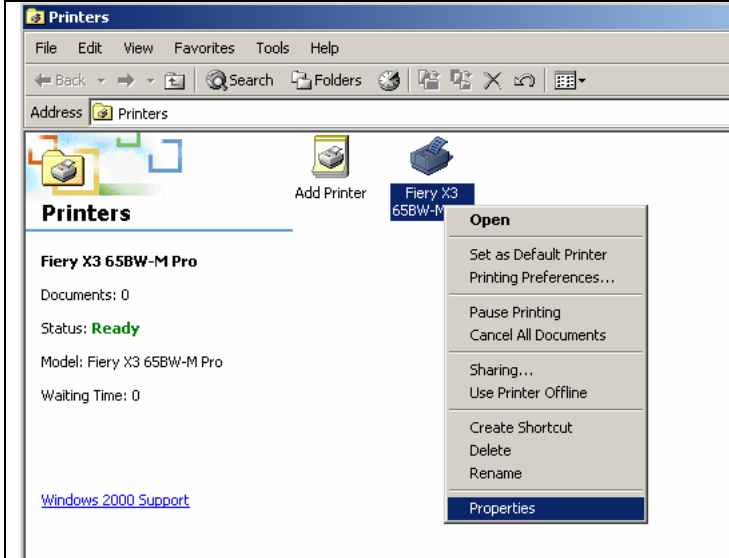 Printers
File Edit View Favorites Tools Help
Back Search Folders
Address Printers
Printers
Fiery X3 65BW-M Pro
Documents: 0
Status: Ready
Model: Fiery X3 65BW-M Pro
Waiting Time: 0
Windows 2000 Support
Add Printer
Fiery X3
65BW-M
Open
Set as Default Printer
Printing Preferences...
Pause Printing
Cancel All Documents
Sharing...
Use Printer Offline
Create Shortcut
Delete
Rename
Properties